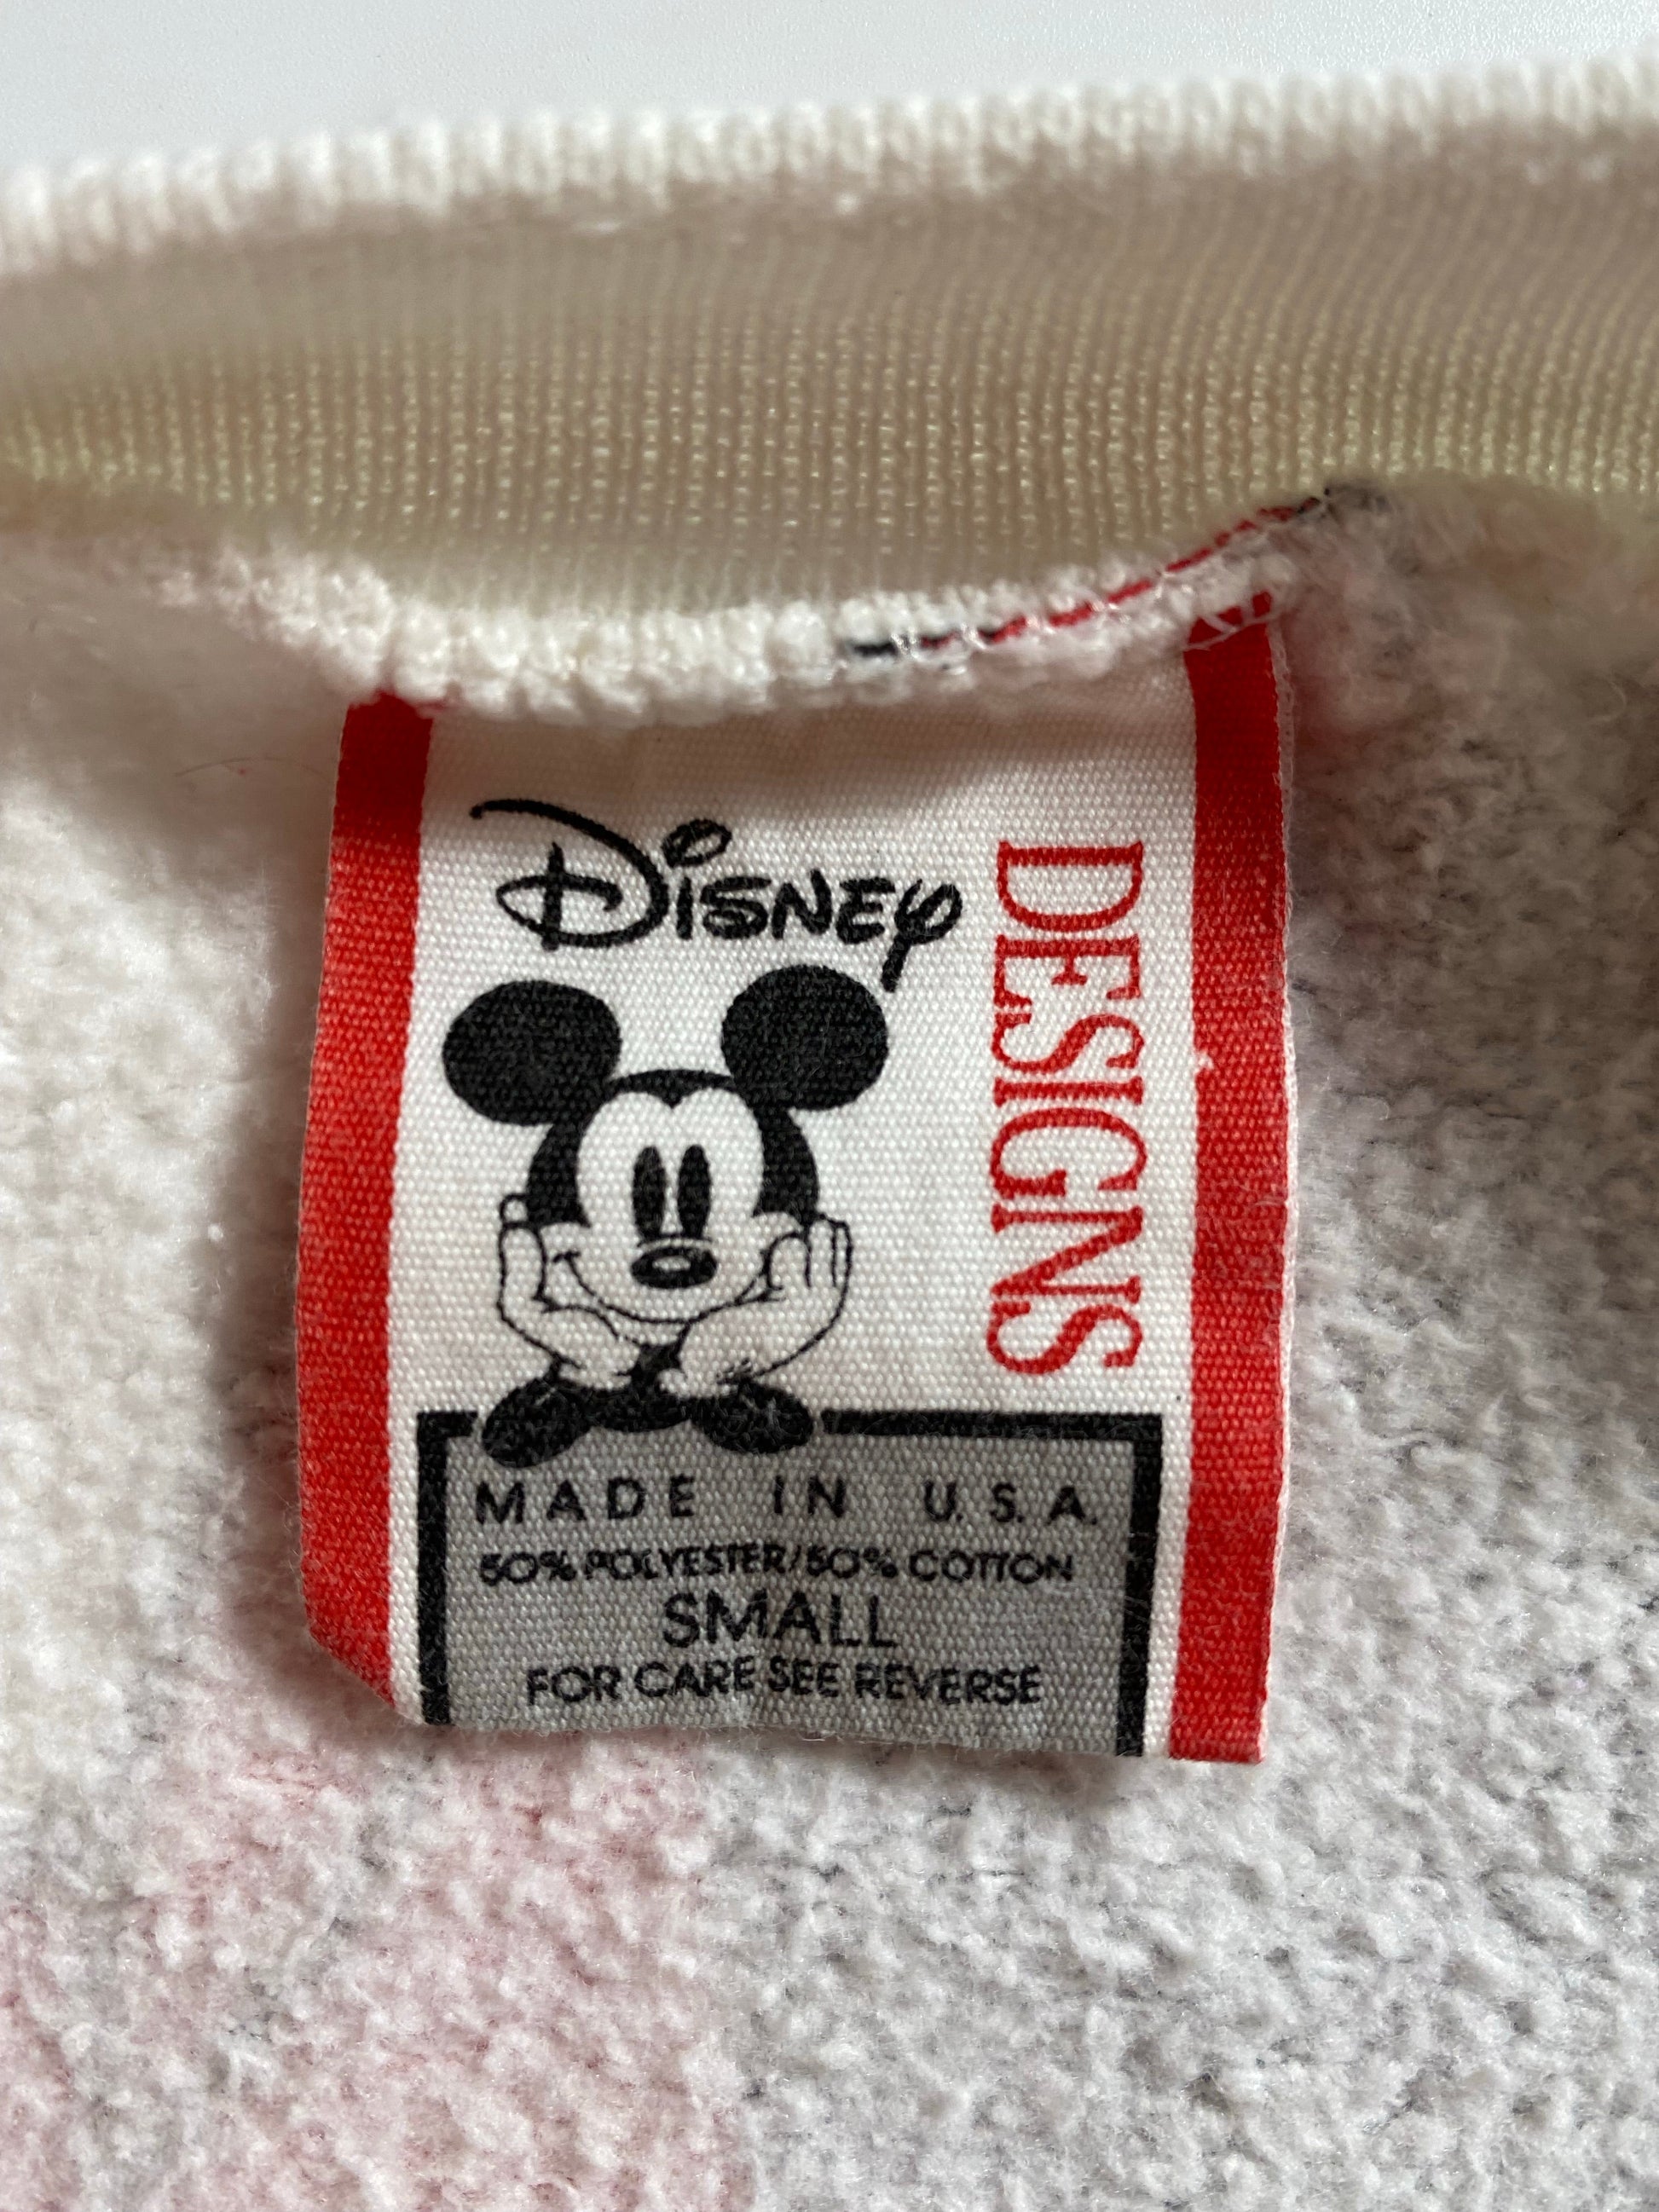 Disney
DESIGNS
MADE IN U.S.A.
50% POLYESTER/50% COTTON
SMALL
FOR CARE SEE REVERSE